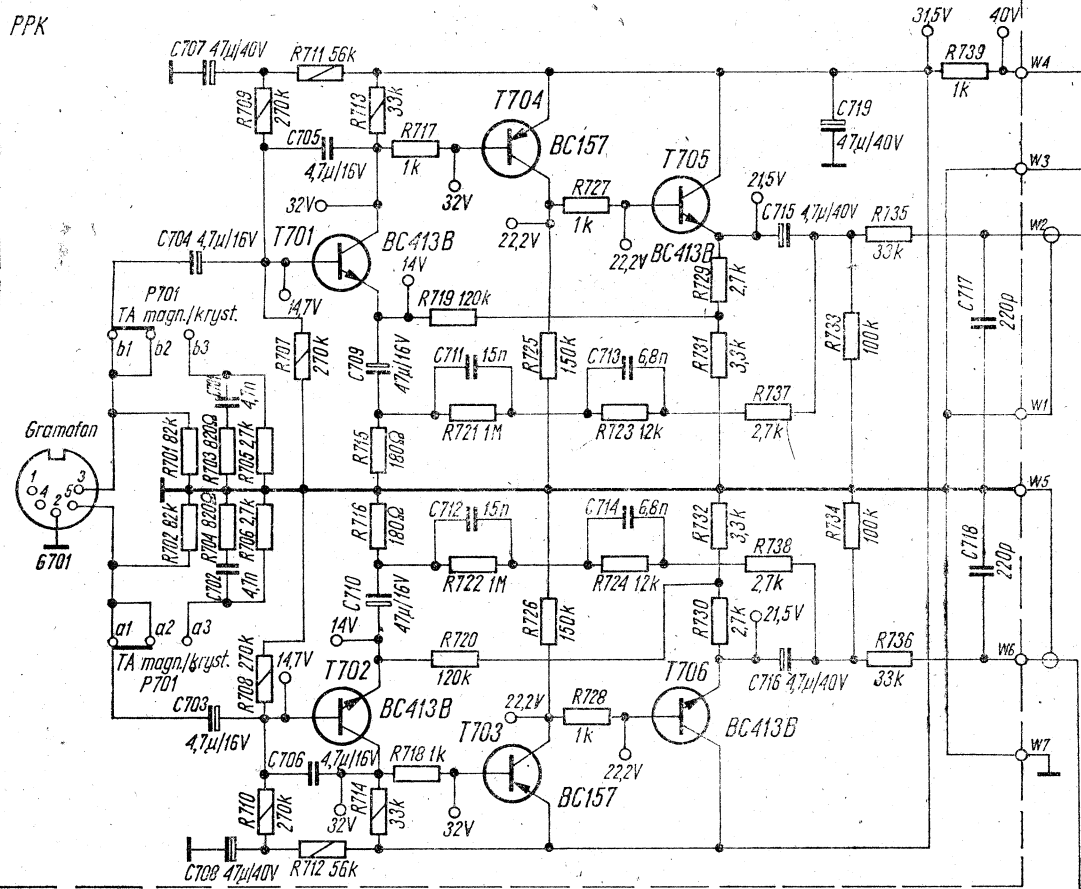 PPK
31,5V
40V
C707 47µ/40V
R711 56k
R739
1k
W4
R709
270k
R713
33k
T704
BC157
C719
47µ/40V
C705
4,7µ/16V
R717
1k
32V
T705
W3
32V
R727
1k
21,5V
C715 4,7µ/40V
R735
33k
W2
C704 4,7µ/16V
T701
BC413B
22,2V
22,2V
BC413B
14V
R729
2,7k
14,7V
R719 120k
P701
TA magn./kryst.
b1
b2
b3
R707
270k
C709
47µ/16V
C711
15n
R725
150k
C713
6,8n
R731
3,3k
R733
100k
C717
220p
4,7n
R721 1M
R723 12k
R737
2,7k
W1
Gramofon
R701 82k
R703 820Ω
R705 2,7k
R715
180Ω
1
3
4
2
5
6701
W5
R702 82k
R704 820Ω
R706 2,7k
C702
4,7n
R716
180Ω
C712
15n
C714
6,8n
R732
3,3k
R734
100k
R722 1M
R724 12k
R738
2,7k
C718
220p
C710
47µ/16V
R726
150k
R730
2,7k
21,5V
a1
a2
a3
TA magn./kryst.
P701
14V
R708 270k
14,7V
R720
120k
W6
R736
33k
C716 4,7µ/40V
T702
BC413B
T706
BC413B
C703
4,7µ/16V
22,2V
R728
1k
22,2V
T703
BC157
W7
C706
4,7µ/16V
R718 1k
R710
270k
32V
R714
33k
32V
C708 47µ/40V
R712 56k